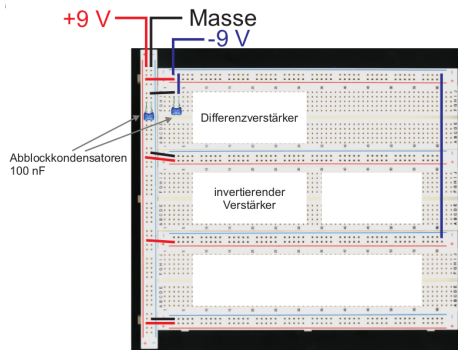 +9 V
Masse
-9 V
Differenzverstärker
Abblockkondensatoren
100 nF
invertierender
Verstärker